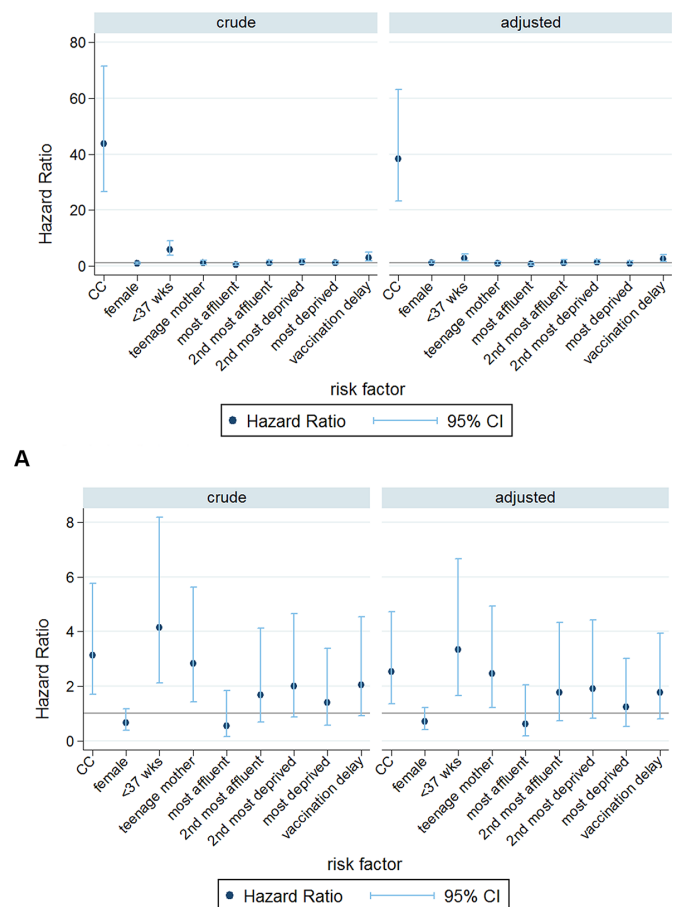 crude adjusted
80
60
40
20
0
Hazard Ratio
CC female <37 wks teenage mother most affluent 2nd most affluent 2nd most deprived most deprived vaccination delay
CC female <37 wks teenage mother most affluent 2nd most affluent 2nd most deprived most deprived vaccination delay
risk factor
Hazard Ratio 95% CI
A
crude adjusted
8
6
4
2
0
Hazard Ratio
CC female <37 wks teenage mother most affluent 2nd most affluent 2nd most deprived most deprived vaccination delay
CC female <37 wks teenage mother most affluent 2nd most affluent 2nd most deprived most deprived vaccination delay
risk factor
Hazard Ratio 95% CI